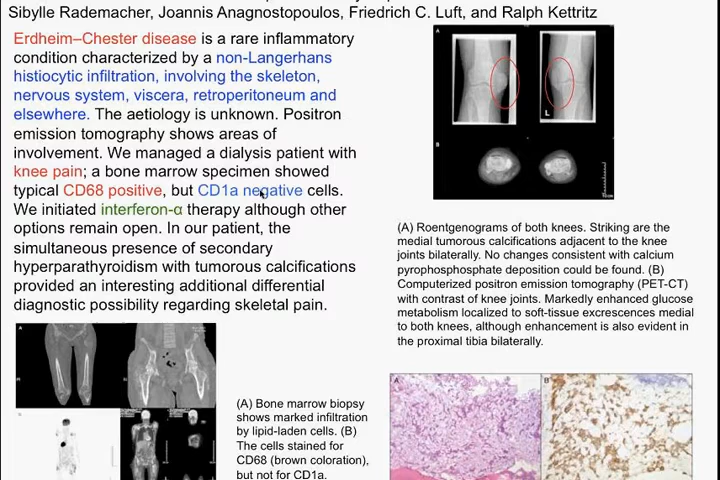 Sibylle Rademacher, Joannis Anagnostopoulos, Friedrich C. Luft, and Ralph Kettritz
Erdheim–Chester disease is a rare inflammatory
condition characterized by a non-Langerhans
histiocytic infiltration, involving the skeleton,
nervous system, viscera, retroperitoneum and
elsewhere. The aetiology is unknown. Positron
emission tomography shows areas of
involvement. We managed a dialysis patient with
knee pain; a bone marrow specimen showed
typical CD68 positive, but CD1a negative cells.
We initiated interferon-α therapy although other
options remain open. In our patient, the
simultaneous presence of secondary
hyperparathyroidism with tumorous calcifications
provided an interesting additional differential
diagnostic possibility regarding skeletal pain.
A
L
B
(A) Roentgenograms of both knees. Striking are the
medial tumorous calcifications adjacent to the knee
joints bilaterally. No changes consistent with calcium
pyrophosphosphate deposition could be found. (B)
Computerized positron emission tomography (PET-CT)
with contrast of knee joints. Markedly enhanced glucose
metabolism localized to soft-tissue excrescences medial
to both knees, although enhancement is also evident in
the proximal tibia bilaterally.
A
(A) Bone marrow biopsy
shows marked infiltration
by lipid-laden cells. (B)
The cells stained for
CD68 (brown coloration),
but not for CD1a.
A
B